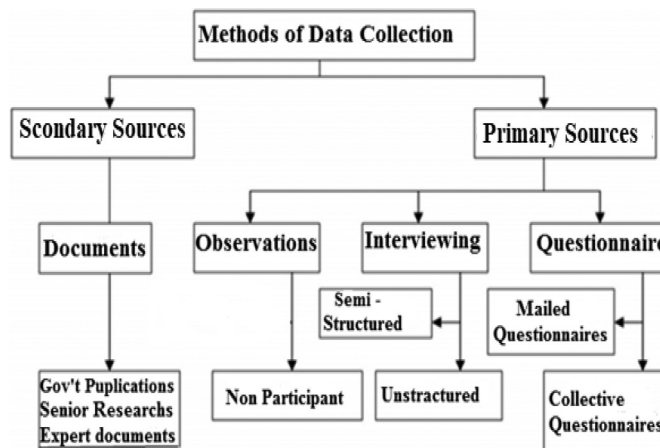 Methods of Data Collection
Scondary Sources
Primary Sources
Documents
Observations
Interviewing
Questionnaire
Semi -
Structured
Mailed
Questionnaires
Gov't Puplications
Senior Researchs
Expert documents
Non Participant
Unstractured
Collective
Questionnaires